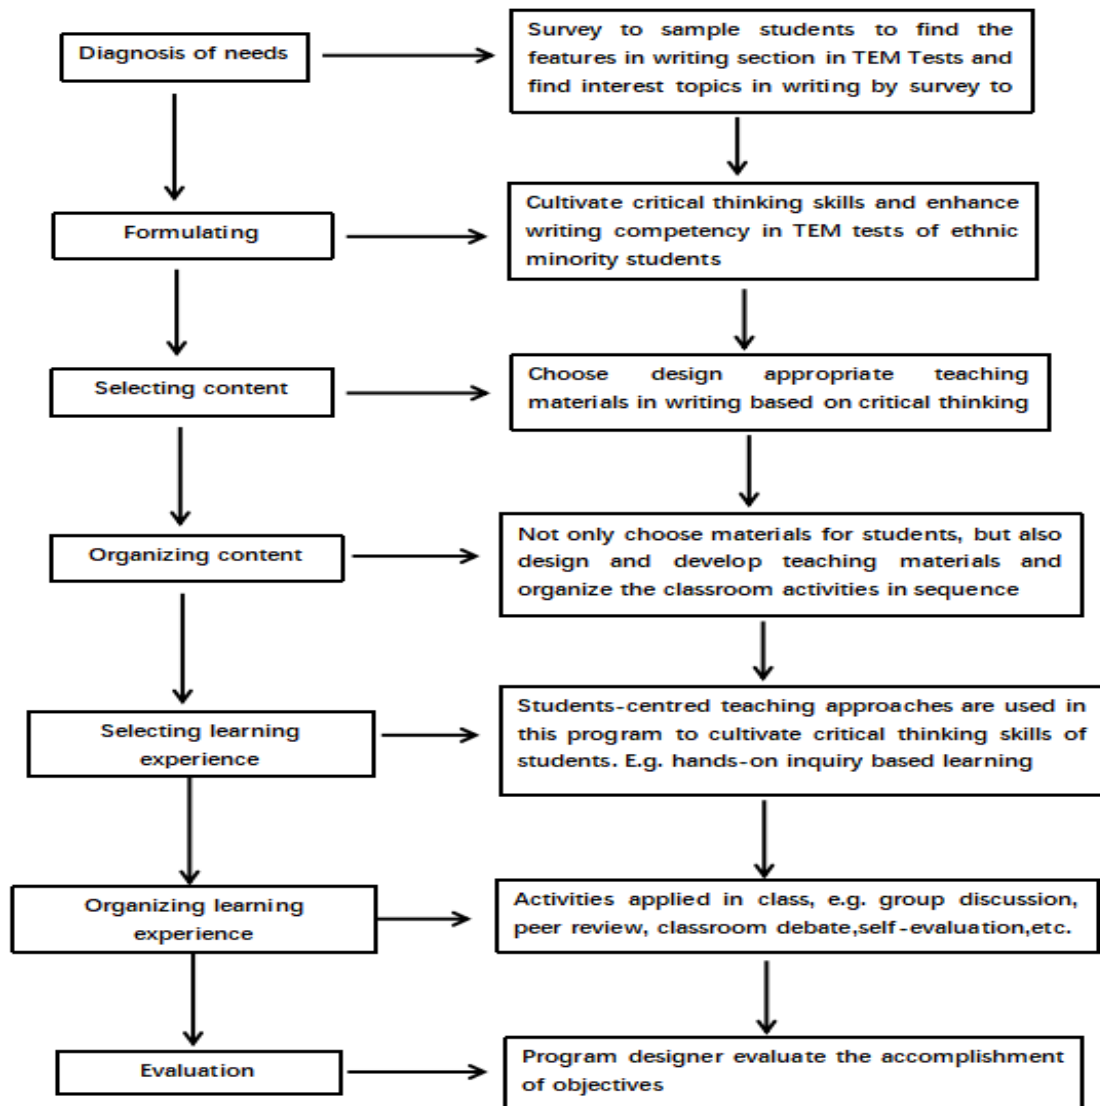 Diagnosis of needs
Survey to sample students to find the
features in writing section in TEM Tests and
find interest topics in writing by survey to
Formulating
Cultivate critical thinking skills and enhance
writing competency in TEM tests of ethnic
minority students
Selecting content
Choose design appropriate teaching
materials in writing based on critical thinking
Organizing content
Not only choose materials for students, but also
design and develop teaching materials and
organize the classroom activities in sequence
Selecting learning
experience
Students-centred teaching approaches are used in
this program to cultivate critical thinking skills of
students. E.g. hands-on inquiry based learning
Organizing learning
experience
Activities applied in class, e.g. group discussion,
peer review, classroom debate,self-evaluation,etc.
Evaluation
Program designer evaluate the accomplishment
of objectives